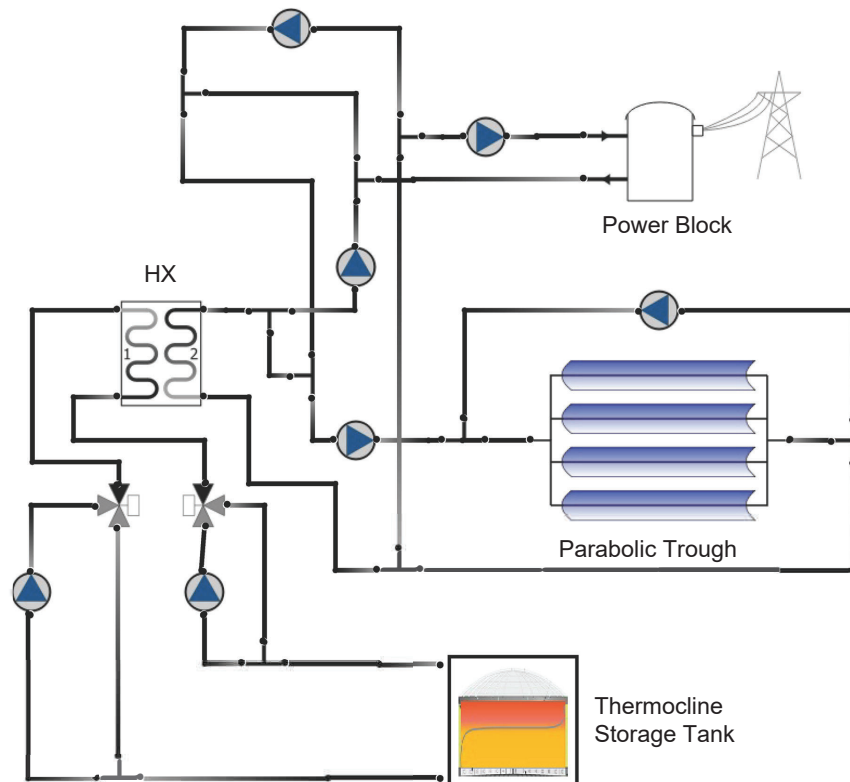 Power Block
HX
1
2
Parabolic Trough
Thermocline
Storage Tank